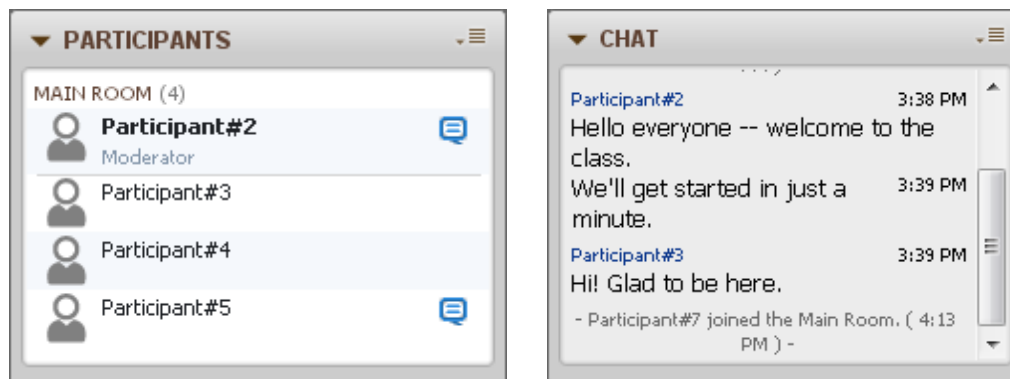 PARTICIPANTS
MAIN ROOM (4)
Participant#2
Moderator
Participant#3
Participant#4
Participant#5
CHAT
Participant#2 3:38 PM
Hello everyone -- welcome to the
class.
We'll get started in just a 3:39 PM
minute.
Participant#3 3:39 PM
Hi! Glad to be here.
- Participant#7 joined the Main Room. ( 4:13
PM ) -